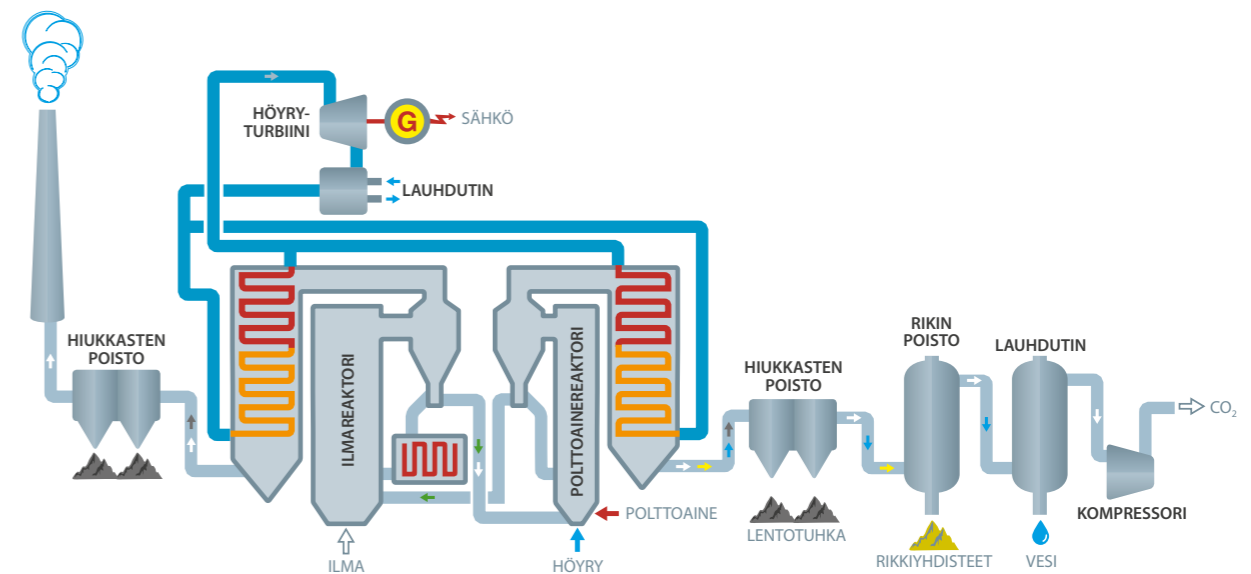 HÖYRY-
TURBIINI
G
SÄHKÖ
LAUHDUTIN
HIUKKASTEN
POISTO
ILMAREAKTORI
POLTTOAINEREAKTORI
HIUKKASTEN
POISTO
RIKIN
POISTO
LAUHDUTIN
CO₂
POLTTOAINE
KOMPRESSORI
LENTOTUHKA
ILMA
HÖYRY
RIKKIYHDISTEET
VESI